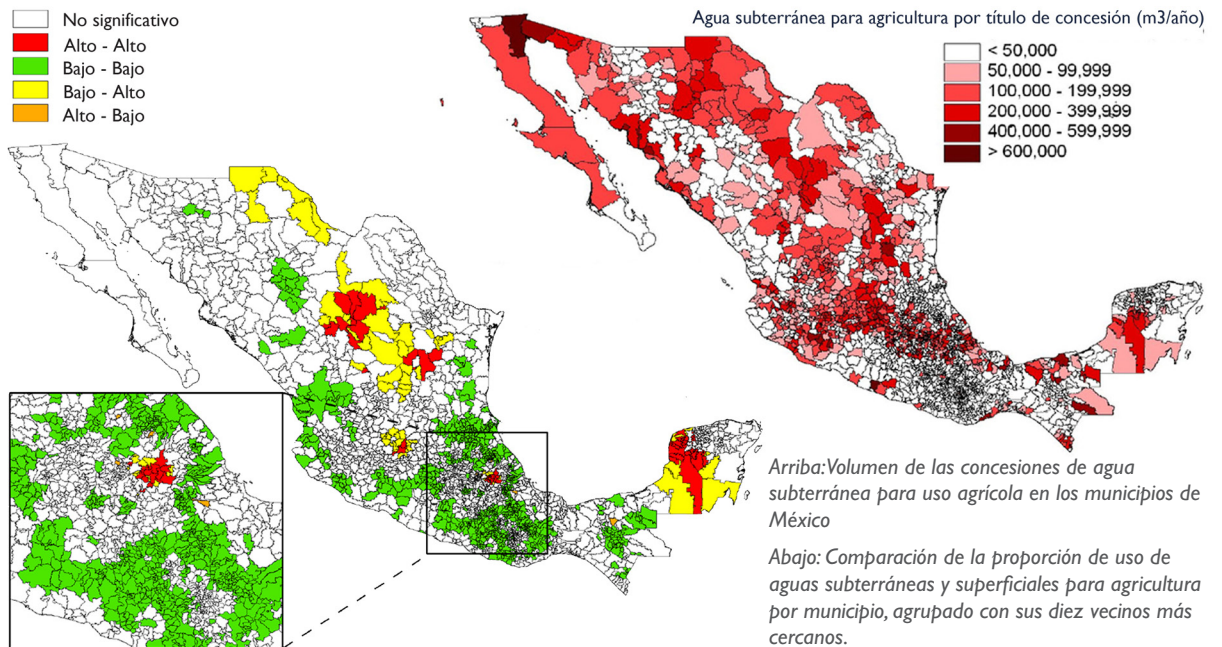 No significativo
Alto - Alto
Bajo - Bajo
Bajo - Alto
Alto - Bajo
Agua subterránea para agricultura por título de concesión (m3/año)
< 50,000
50,000 - 99,999
100,000 - 199,999
200,000 - 399,999
400,000 - 599,999
> 600,000
Arriba:Volumen de las concesiones de agua
subterránea para uso agrícola en los municipios de
México
Abajo: Comparación de la proporción de uso de
aguas subterráneas y superficiales para agricultura
por municipio, agrupado con sus diez vecinos más
cercanos.